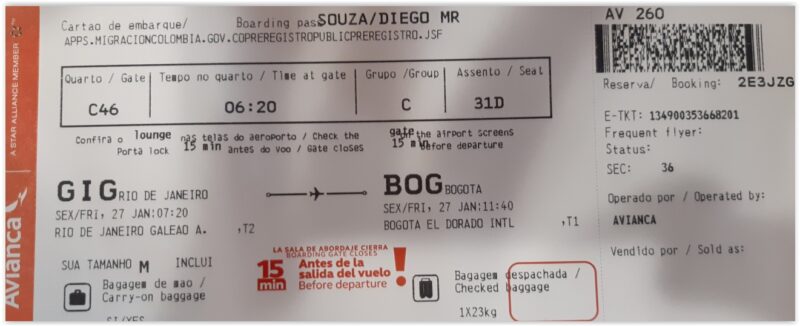 Avianca
A STAR ALLIANCE MEMBER
Cartao de embarque/ Boarding pass SOUZA/DIEGO MR
APPS.MIGRACIONCOLOMBIA.GOV.COPREREGISTROPUBLICPREREGISTRO.JSF
Quarto / Gate Tempo no quarto / Time at gate Grupo /Group Assento / Seat
C46 06:20 C 31D
Confira o lounge nas telas do aeroporto / Check the gate on the airport screens
Porta lock 15 min antes do voo / Gate closes 15 min before departure
GIG RIO DE JANEIRO
SEX/FRI, 27 JAN:07:20
RIO DE JANEIRO GALEAO A. ,T2
BOG BOGOTA
SEX/FRI, 27 JAN:11:40
BOGOTA EL DORADO INTL ,T1
SUA TAMANHO M INCLUI
Bagagem de mao /
Carry-on baggage
SI/YES
LA SALA DE ABORDAJE CIERRA
BOARDING GATE CLOSES
15 min
Antes de la
salida del vuelo
Before departure
!
Bagagem despachada /
Checked baggage
1X23kg
AV 260
Reserva/ Booking: 2E3JZG
E-TKT: 134900353668201
Frequent flyer:
Status:
SEC: 36
Operado por / Operated by:
AVIANCA
Vendido por / Sold as: